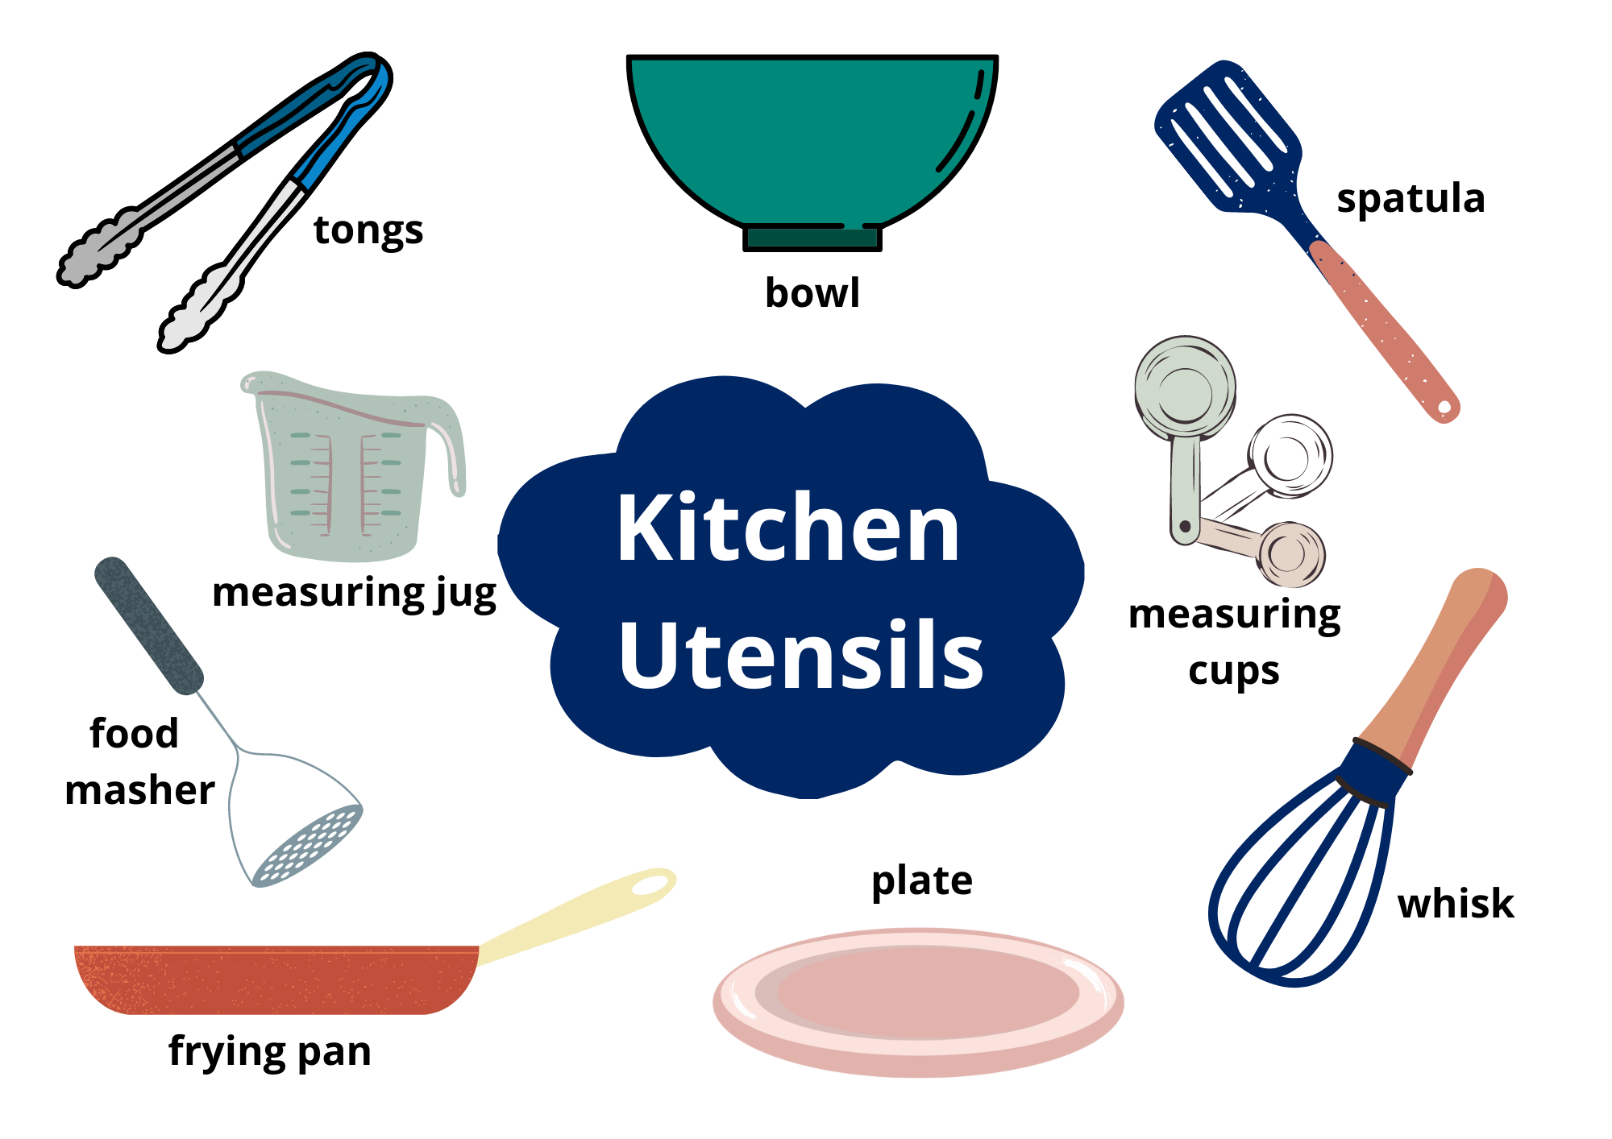 tongs
bowl
spatula
Kitchen
Utensils
measuring jug
measuring
cups
food
masher
plate
whisk
frying pan